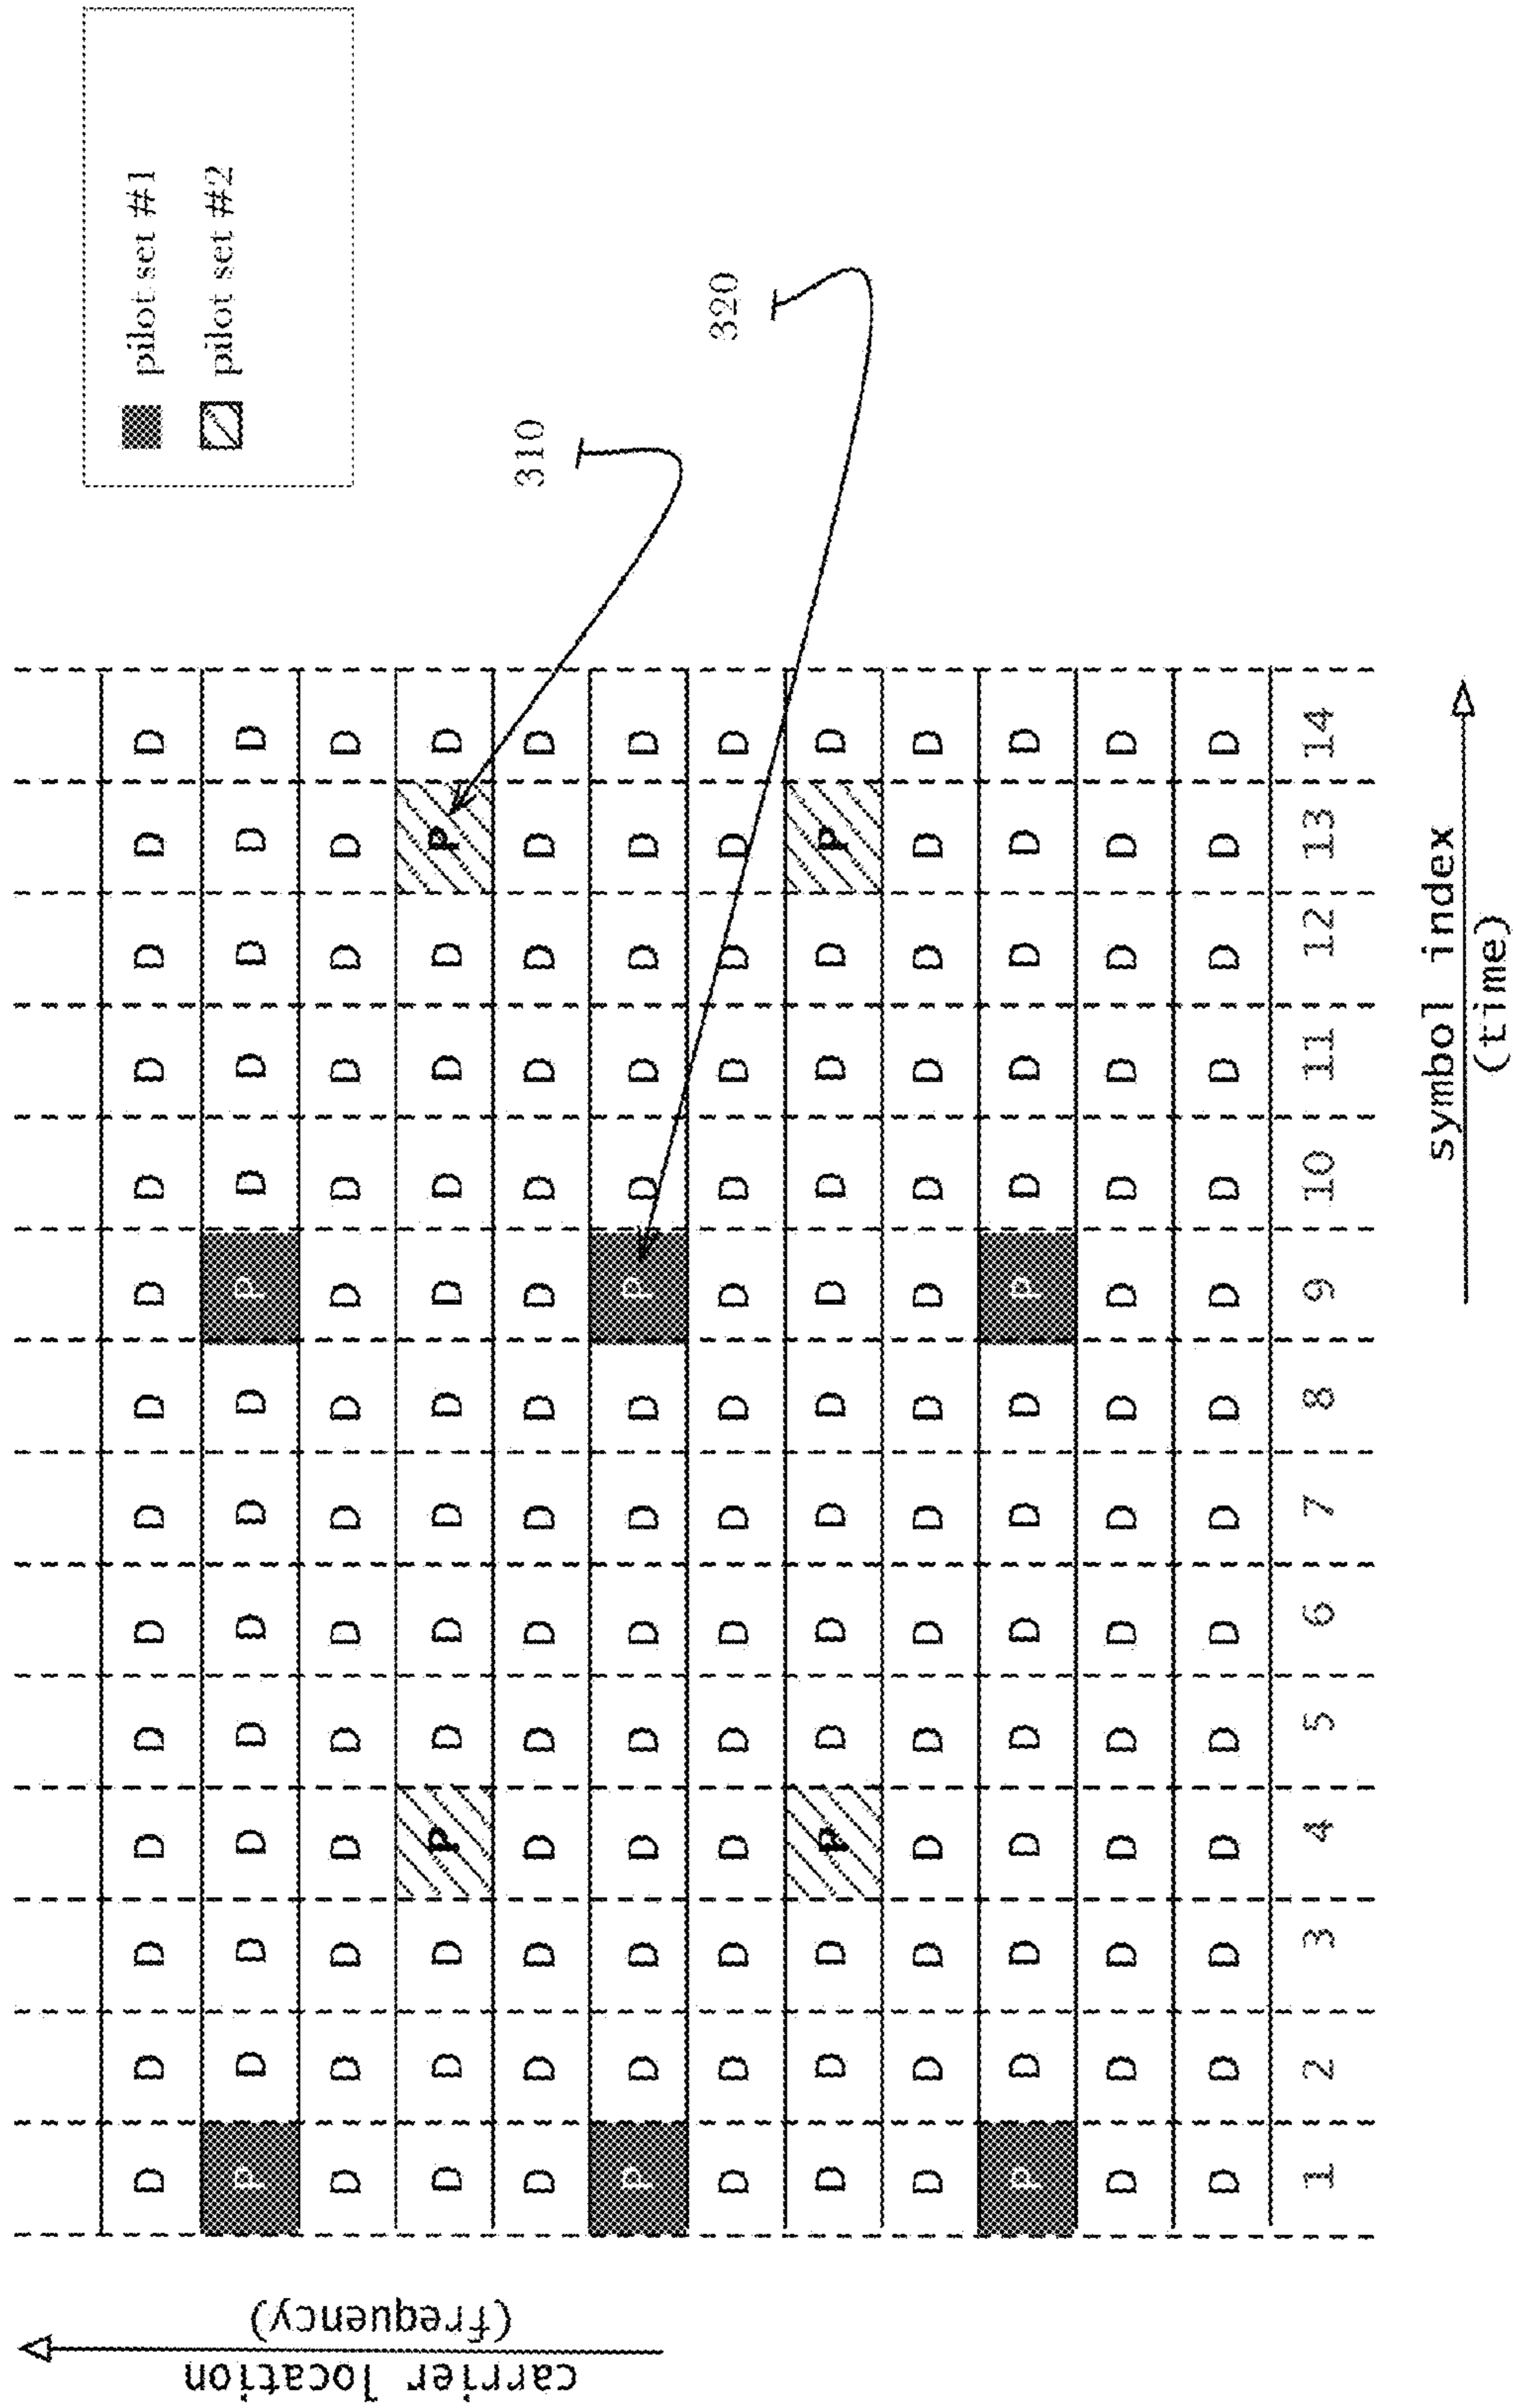 carrier location
(frequency)
pilot set #1
pilot set #2
310
320
D D D D D D D D D D D D D D
P D D D D D D D P D D D D D
D D D D D D D D D D D D D D
D D D P D D D D D D D D P D
D D D D D D D D D D D D D D
P D D D D D D D P D D D D D
D D D D D D D D D D D D D D
D D D P D D D D D D D D P D
D D D D D D D D D D D D D D
P D D D D D D D P D D D D D
D D D D D D D D D D D D D D
D D D D D D D D D D D D D D
1 2 3 4 5 6 7 8 9 10 11 12 13 14
symbol index
(time)